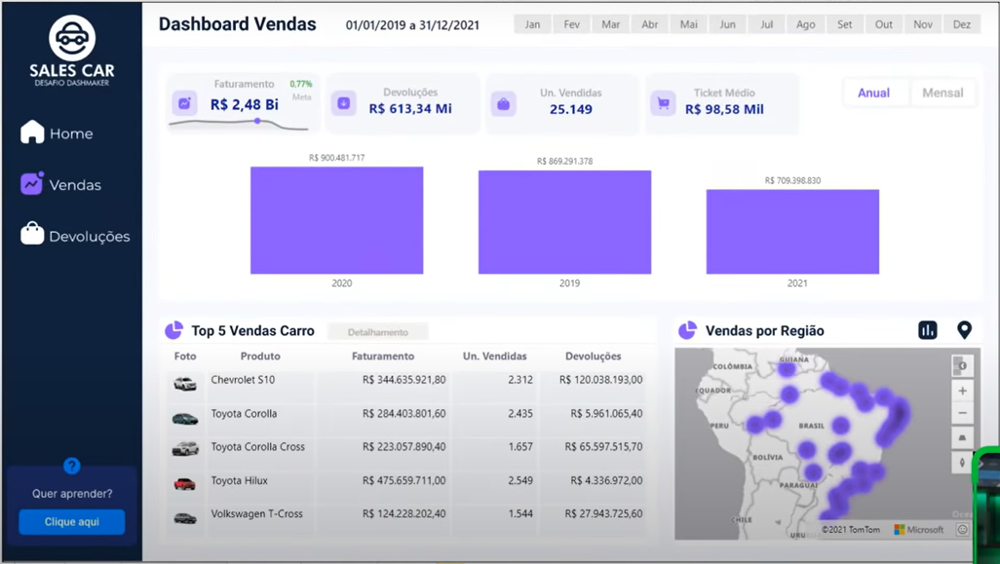 SALES CAR
DESAFIO DASHMAKER
Home
Vendas
Devoluções
?
Quer aprender?
Clique aqui
Dashboard Vendas
01/01/2019 a 31/12/2021
Jan Fev Mar Abr Mai Jun Jul Ago Set Out Nov Dez
Faturamento
R$ 2,48 Bi
0,77%
Meta
Devoluções
R$ 613,34 Mi
Un. Vendidas
25.149
Ticket Médio
R$ 98,58 Mil
Anual
Mensal
R$ 900.481.717
R$ 869.291.378
R$ 709.398.830
2020
2019
2021
Top 5 Vendas Carro
Detalhamento
Foto Produto Faturamento Un. Vendidas Devoluções
Chevrolet S10 R$ 344.635.921,80 2.312 R$ 120.038.193,00
Toyota Corolla R$ 284.403.801,60 2.435 R$ 5.961.065,40
Toyota Corolla Cross R$ 223.057.890,40 1.657 R$ 65.597.515,70
Toyota Hilux R$ 475.659.711,00 2.549 R$ 4.336.972,00
Volkswagen T-Cross R$ 124.228.202,40 1.544 R$ 27.943.725,60
Vendas por Região
GUIANA
COLÔMBIA
EQUADOR
PERU
BRASIL
BOLÍVIA
PARAGUAI
CHILE
URU
Oce
©2021 TomTom
Microsoft